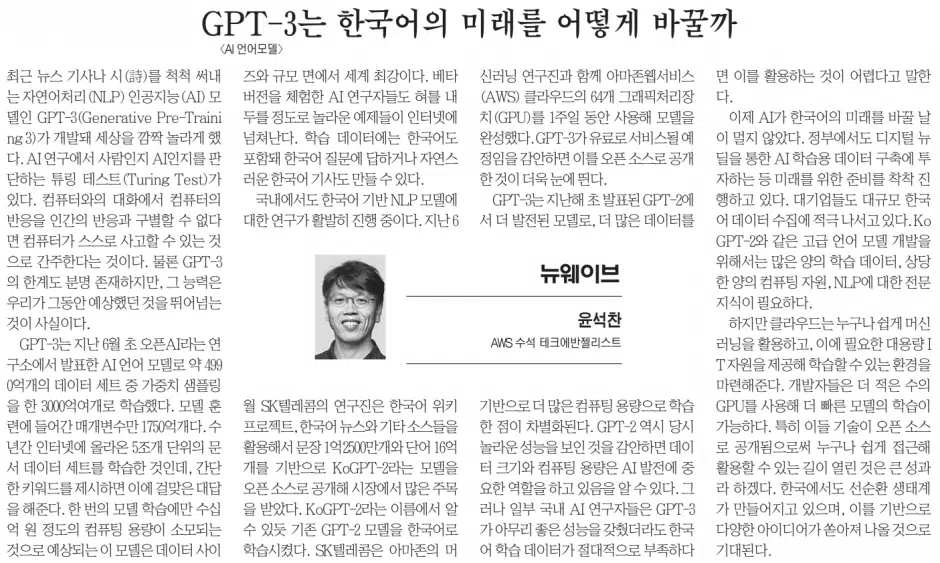 GPT-3는 한국어의 미래를 어떻게 바꿀까
〈AI 언어모델〉
최근 뉴스 기사나 시(詩)를 척척 써내
는 자연어처리(NLP) 인공지능(AI) 모
델인 GPT-3(Generative Pre-Traini
ng 3)가 개발돼 세상을 깜짝 놀라게 했
다. AI 연구에서 사람인지 AI인지를 판
단하는 튜링 테스트(Turing Test)가
있다. 컴퓨터와의 대화에서 컴퓨터의
반응을 인간의 반응과 구별할 수 없다
면 컴퓨터가 스스로 사고할 수 있는 것
으로 간주한다는 것이다. 물론 GPT-3
의 한계도 분명 존재하지만, 그 능력은
우리가 그동안 예상했던 것을 뛰어넘는
것이 사실이다.
GPT-3는 지난 6월 초 오픈AI라는 연
구소에서 발표한 AI 언어 모델로 약 499
0억개의 데이터 세트 중 가중치 샘플링
을 한 3000억여개로 학습했다. 모델 훈
련에 들어간 매개변수만 1750억개다. 수
년간 인터넷에 올라온 5조개 단위의 문
서 데이터 세트를 학습한 것인데, 간단
한 키워드를 제시하면 이에 걸맞은 대답
을 해준다. 한 번의 모델 학습에만 수십
억 원 정도의 컴퓨팅 용량이 소모되는
것으로 예상되는 이 모델은 데이터 사이
즈와 규모 면에서 세계 최강이다. 베타
버전을 체험한 AI 연구자들도 혀를 내
두를 정도로 놀라운 예제들이 인터넷에
넘쳐난다. 학습 데이터에는 한국어도
포함돼 한국어 질문에 답하거나 자연스
러운 한국어 기사도 만들 수 있다.
국내에서도 한국어 기반 NLP 모델에
대한 연구가 활발히 진행 중이다. 지난 6
월 SK텔레콤의 연구진은 한국어 위키
프로젝트, 한국어 뉴스와 기타 소스들을
활용해서 문장 1억2500만개와 단어 16억
개를 기반으로 KoGPT-2라는 모델을
오픈 소스로 공개해 시장에서 많은 주목
을 받았다. KoGPT-2라는 이름에서 알
수 있듯 기존 GPT-2 모델을 한국어로
학습시켰다. SK텔레콤은 아마존의 머
신러닝 연구진과 함께 아마존웹서비스
(AWS) 클라우드의 64개 그래픽처리장
치(GPU)를 1주일 동안 사용해 모델을
완성했다. GPT-3가 유료로 서비스될 예
정임을 감안하면 이를 오픈 소스로 공개
한 것이 더욱 눈에 띈다.
GPT-3는 지난해 초 발표된 GPT-2에
서 더 발전된 모델로, 더 많은 데이터를
뉴웨이브
윤석찬
AWS 수석 테크에반젤리스트
기반으로 더 많은 컴퓨팅 용량으로 학습
한 점이 차별화된다. GPT-2 역시 당시
놀라운 성능을 보인 것을 감안하면 데이
터 크기와 컴퓨팅 용량은 AI 발전에 중
요한 역할을 하고 있음을 알 수 있다. 그
러나 일부 국내 AI 연구자들은 GPT-3
가 아무리 좋은 성능을 갖췄더라도 한국
어 학습 데이터가 절대적으로 부족하다
면 이를 활용하는 것이 어렵다고 말한
다.
이제 AI가 한국어의 미래를 바꿀 날
이 멀지 않았다. 정부에서도 디지털 뉴
딜을 통한 AI 학습용 데이터 구축에 투
자하는 등 미래를 위한 준비를 착착 진
행하고 있다. 대기업들도 대규모 한국
어 데이터 수집에 적극 나서고 있다. Ko
GPT-2와 같은 고급 언어 모델 개발을
위해서는 많은 양의 학습 데이터, 상당
한 양의 컴퓨팅 자원, NLP에 대한 전문
지식이 필요하다.
하지만 클라우드는 누구나 쉽게 머신
러닝을 활용하고, 이에 필요한 대용량 I
T 자원을 제공해 학습할 수 있는 환경을
마련해준다. 개발자들은 더 적은 수의
GPU를 사용해 더 빠른 모델의 학습이
가능하다. 특히 이들 기술이 오픈 소스
로 공개됨으로써 누구나 쉽게 접근해
활용할 수 있는 길이 열린 것은 큰 성과
라 하겠다. 한국에서도 선순환 생태계
가 만들어지고 있으며, 이를 기반으로
다양한 아이디어가 쏟아져 나올 것으로
기대된다.